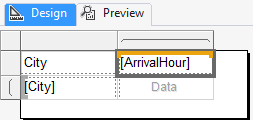 Design Preview
City [ArrivalHour]
[City] Data